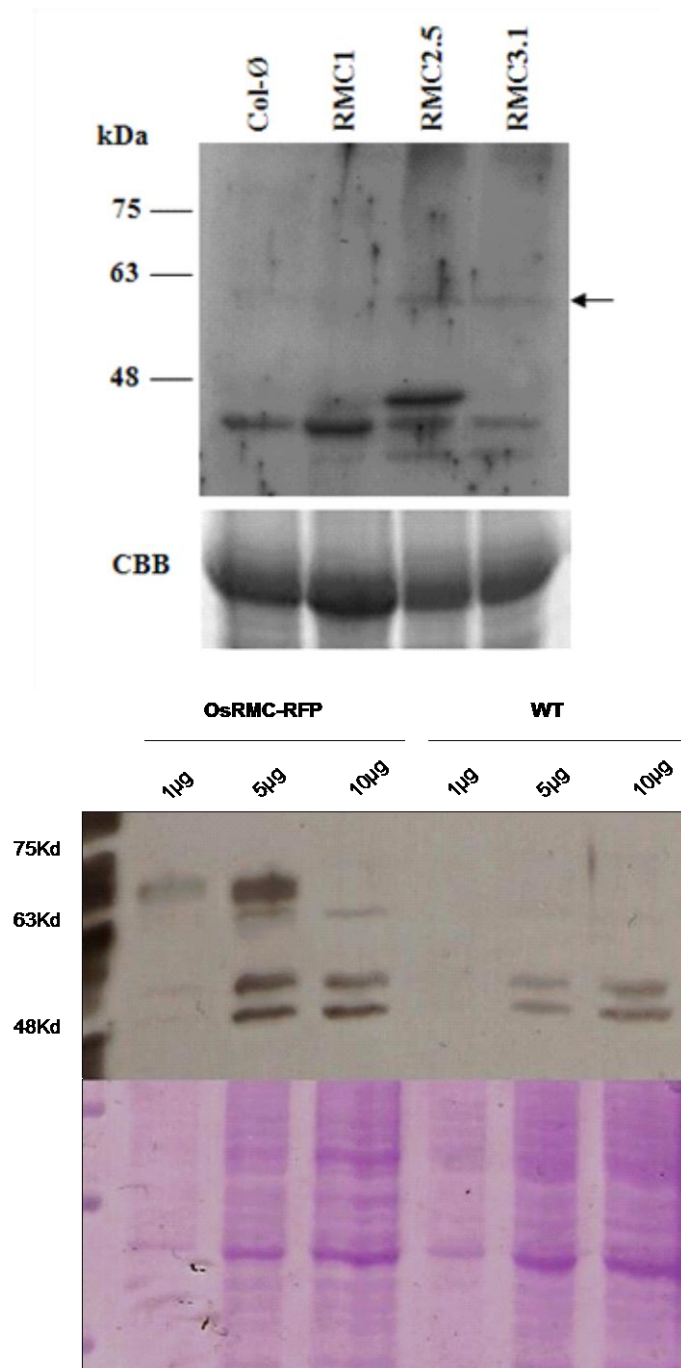 Col-Ø RMC1 RMC2.5 RMC3.1
kDa
75
63
48
CBB
OsRMC-RFP WT
1µg 5µg 10µg 1µg 5µg 10µg
75Kd
63Kd
48Kd